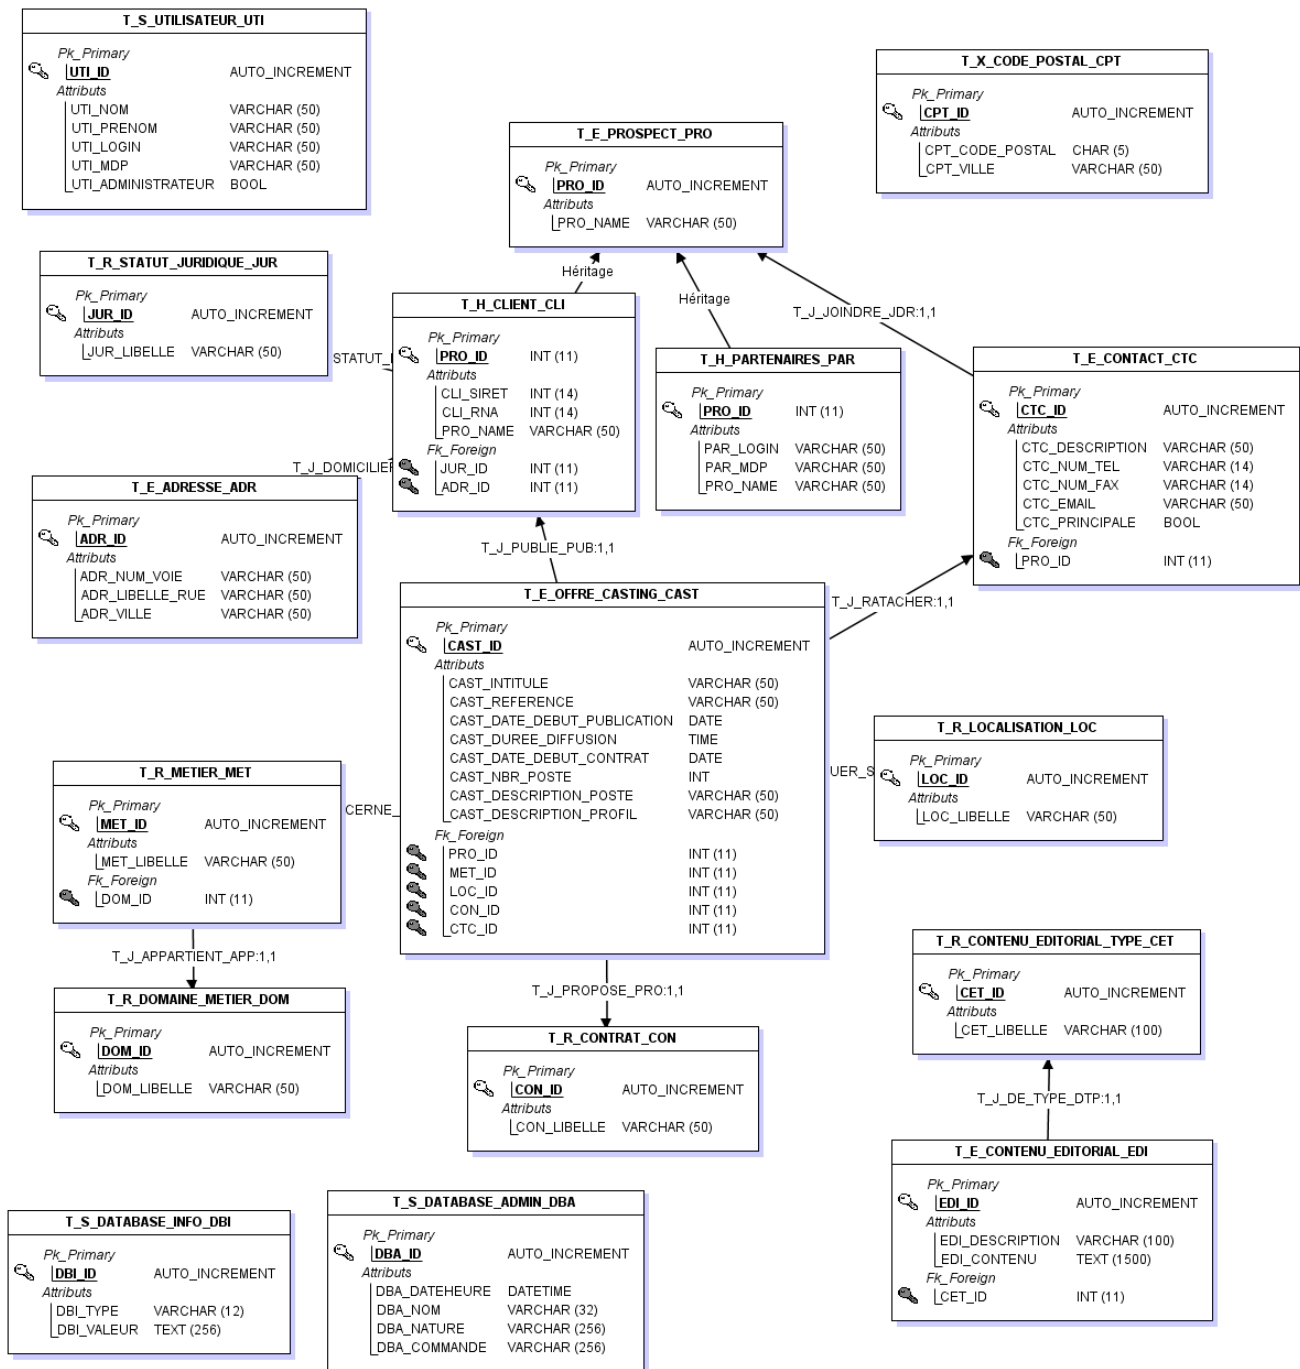 T_S_UTILISATEUR_UTI
Pk_Primary
UTI_ID AUTO_INCREMENT
Attributs
UTI_NOM VARCHAR (50)
UTI_PRENOM VARCHAR (50)
UTI_LOGIN VARCHAR (50)
UTI_MDP VARCHAR (50)
UTI_ADMINISTRATEUR BOOL
T_X_CODE_POSTAL_CPT
Pk_Primary
CPT_ID AUTO_INCREMENT
Attributs
CPT_CODE_POSTAL CHAR (5)
CPT_VILLE VARCHAR (50)
T_E_PROSPECT_PRO
Pk_Primary
PRO_ID AUTO_INCREMENT
Attributs
PRO_NAME VARCHAR (50)
T_R_STATUT_JURIDIQUE_JUR
Pk_Primary
JUR_ID AUTO_INCREMENT
Attributs
JUR_LIBELLE VARCHAR (50)
Héritage
Héritage
T_J_JOINDRE_JDR:1,1
STATUT_
T_H_CLIENT_CLI
Pk_Primary
PRO_ID INT (11)
Attributs
CLI_SIRET INT (14)
CLI_RNA INT (14)
PRO_NAME VARCHAR (50)
Fk_Foreign
JUR_ID INT (11)
ADR_ID INT (11)
T_H_PARTENAIRES_PAR
Pk_Primary
PRO_ID INT (11)
Attributs
PAR_LOGIN VARCHAR (50)
PAR_MDP VARCHAR (50)
PRO_NAME VARCHAR (50)
T_E_CONTACT_CTC
Pk_Primary
CTC_ID AUTO_INCREMENT
Attributs
CTC_DESCRIPTION VARCHAR (50)
CTC_NUM_TEL VARCHAR (14)
CTC_NUM_FAX VARCHAR (14)
CTC_EMAIL VARCHAR (50)
CTC_PRINCIPALE BOOL
Fk_Foreign
PRO_ID INT (11)
T_J_DOMICILIER
T_E_ADRESSE_ADR
Pk_Primary
ADR_ID AUTO_INCREMENT
Attributs
ADR_NUM_VOIE VARCHAR (50)
ADR_LIBELLE_RUE VARCHAR (50)
ADR_VILLE VARCHAR (50)
T_J_PUBLIE_PUB:1,1
T_J_RATACHER:1,1
T_E_OFFRE_CASTING_CAST
Pk_Primary
CAST_ID AUTO_INCREMENT
Attributs
CAST_INTITULE VARCHAR (50)
CAST_REFERENCE VARCHAR (50)
CAST_DATE_DEBUT_PUBLICATION DATE
CAST_DUREE_DIFFUSION TIME
CAST_DATE_DEBUT_CONTRAT DATE
CAST_NBR_POSTE INT
CAST_DESCRIPTION_POSTE VARCHAR (50)
CAST_DESCRIPTION_PROFIL VARCHAR (50)
Fk_Foreign
PRO_ID INT (11)
MET_ID INT (11)
LOC_ID INT (11)
CON_ID INT (11)
CTC_ID INT (11)
T_R_LOCALISATION_LOC
Pk_Primary
LOC_ID AUTO_INCREMENT
Attributs
LOC_LIBELLE VARCHAR (50)
UER_S
T_R_METIER_MET
Pk_Primary
MET_ID AUTO_INCREMENT
Attributs
MET_LIBELLE VARCHAR (50)
Fk_Foreign
DOM_ID INT (11)
CERNE_
T_J_APPARTIENT_APP:1,1
T_R_DOMAINE_METIER_DOM
Pk_Primary
DOM_ID AUTO_INCREMENT
Attributs
DOM_LIBELLE VARCHAR (50)
T_J_PROPOSE_PRO:1,1
T_R_CONTRAT_CON
Pk_Primary
CON_ID AUTO_INCREMENT
Attributs
CON_LIBELLE VARCHAR (50)
T_R_CONTENU_EDITORIAL_TYPE_CET
Pk_Primary
CET_ID AUTO_INCREMENT
Attributs
CET_LIBELLE VARCHAR (100)
T_J_DE_TYPE_DTP:1,1
T_E_CONTENU_EDITORIAL_EDI
Pk_Primary
EDI_ID AUTO_INCREMENT
Attributs
EDI_DESCRIPTION VARCHAR (100)
EDI_CONTENU TEXT (1500)
Fk_Foreign
CET_ID INT (11)
T_S_DATABASE_INFO_DBI
Pk_Primary
DBI_ID AUTO_INCREMENT
Attributs
DBI_TYPE VARCHAR (12)
DBI_VALEUR TEXT (256)
T_S_DATABASE_ADMIN_DBA
Pk_Primary
DBA_ID AUTO_INCREMENT
Attributs
DBA_DATEHEURE DATETIME
DBA_NOM VARCHAR (32)
DBA_NATURE VARCHAR (256)
DBA_COMMANDE VARCHAR (256)